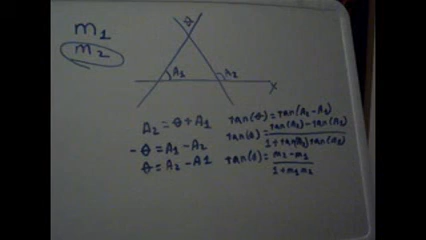 m₁
m₂
θ
A₁
A₂
x
A₂ = θ + A₁
-θ = A₁ - A₂
θ = A₂ - A1
Tan(θ) = Tan(A₂ - A₁)
Tan(θ) = Tan(A₂) - Tan(A₁)
1 + Tan(A₂) Tan(A₁)
Tan(θ) = m₂ - m₁
1 + m₁ m₂